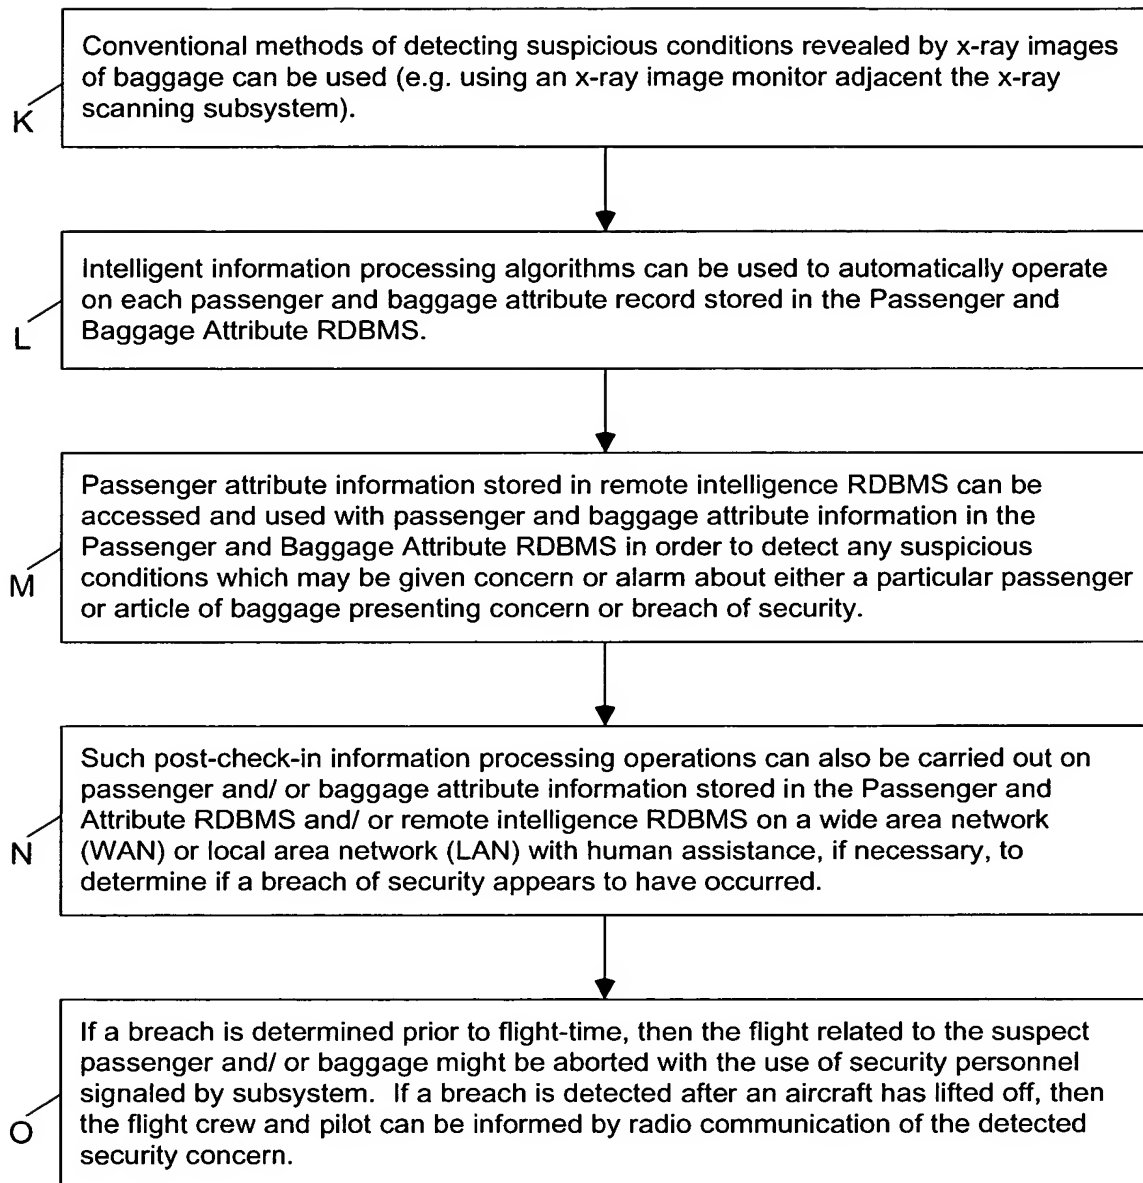 Conventional methods of detecting suspicious conditions revealed by x-ray images
of baggage can be used (e.g. using an x-ray image monitor adjacent the x-ray
scanning subsystem).
K
Intelligent information processing algorithms can be used to automatically operate
on each passenger and baggage attribute record stored in the Passenger and
Baggage Attribute RDBMS.
L
Passenger attribute information stored in remote intelligence RDBMS can be
accessed and used with passenger and baggage attribute information in the
Passenger and Baggage Attribute RDBMS in order to detect any suspicious
conditions which may be given concern or alarm about either a particular passenger
or article of baggage presenting concern or breach of security.
M
Such post-check-in information processing operations can also be carried out on
passenger and/ or baggage attribute information stored in the Passenger and
Attribute RDBMS and/ or remote intelligence RDBMS on a wide area network
(WAN) or local area network (LAN) with human assistance, if necessary, to
determine if a breach of security appears to have occurred.
N
If a breach is determined prior to flight-time, then the flight related to the suspect
passenger and/ or baggage might be aborted with the use of security personnel
signaled by subsystem.  If a breach is detected after an aircraft has lifted off, then
the flight crew and pilot can be informed by radio communication of the detected
security concern.
O